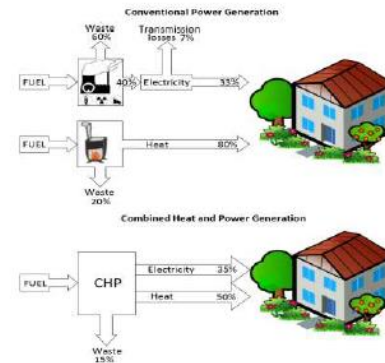 Conventional Power Generation
Waste
60%
Transmission
losses 7%
FUEL
40%
Electricity
33%
FUEL
Heat
80%
Waste
20%
Combined Heat and Power Generation
FUEL
CHP
Electricity
35%
Heat
50%
Waste
15%